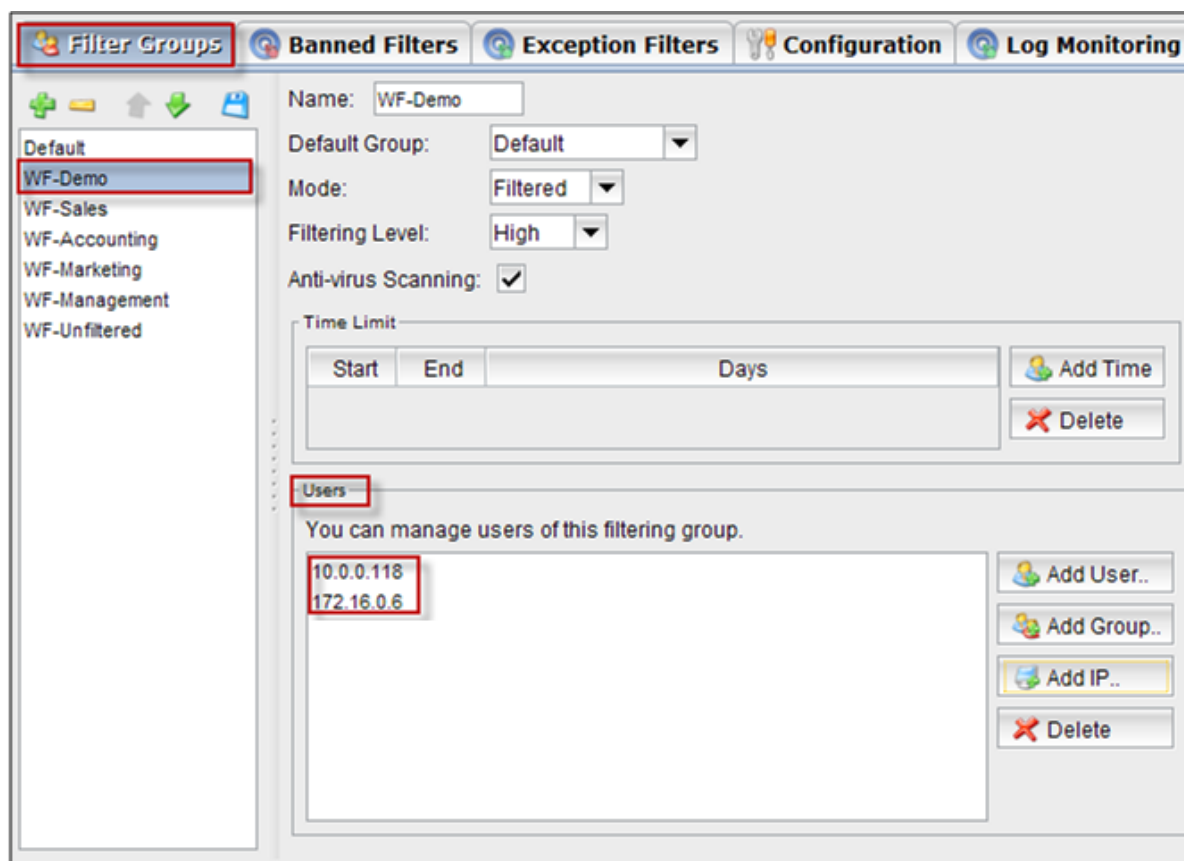 Filter Groups Banned Filters Exception Filters Configuration Log Monitoring
Default
WF-Demo
WF-Sales
WF-Accounting
WF-Marketing
WF-Management
WF-Unfiltered
Name: WF-Demo
Default Group: Default
Mode: Filtered
Filtering Level: High
Anti-virus Scanning:
Time Limit
Start End Days
Add Time
Delete
Users
You can manage users of this filtering group.
10.0.0.118
172.16.0.6
Add User..
Add Group..
Add IP..
Delete